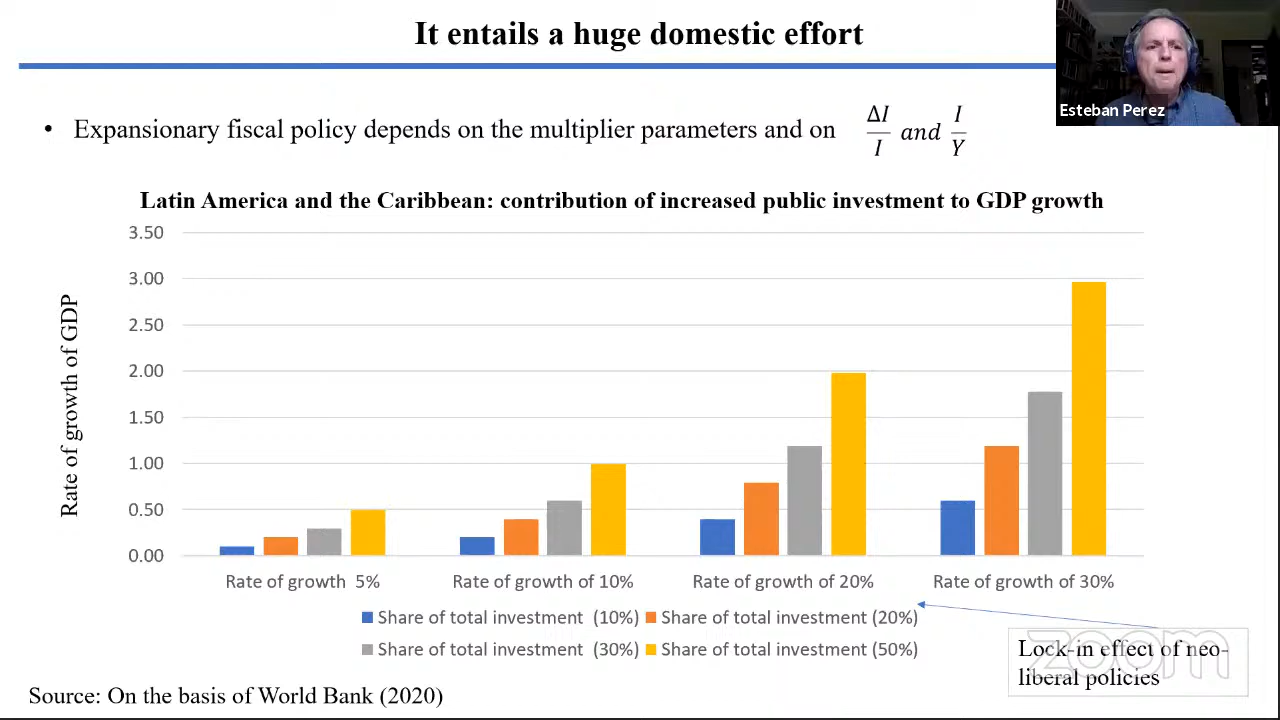 It entails a huge domestic effort
Esteban Perez
• Expansionary fiscal policy depends on the multiplier parameters and on ΔI/I and I/Y
Latin America and the Caribbean: contribution of increased public investment to GDP growth
Rate of growth of GDP
3.50
3.00
2.50
2.00
1.50
1.00
0.50
0.00
Rate of growth 5% Rate of growth of 10% Rate of growth of 20% Rate of growth of 30%
Share of total investment (10%) Share of total investment (20%)
Share of total investment (30%) Share of total investment (50%)
Lock-in effect of neo-
liberal policies
zoom
Source: On the basis of World Bank (2020)